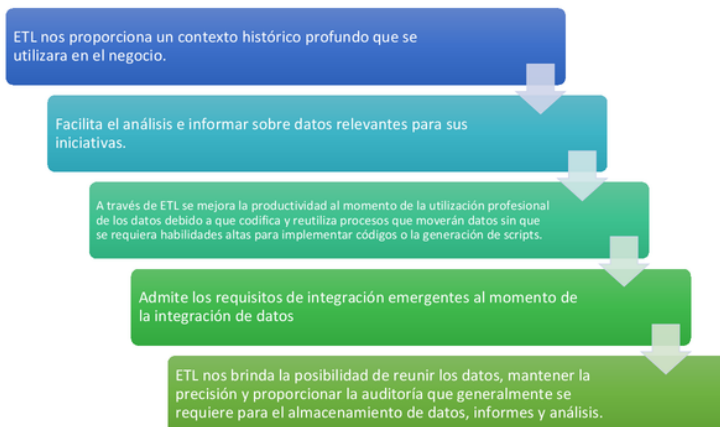 ETL nos proporciona un contexto histórico profundo que se
utilizara en el negocio.
Facilita el análisis e informar sobre datos relevantes para sus
iniciativas.
A través de ETL se mejora la productividad al momento de la utilización profesional
de los datos debido a que codifica y reutiliza procesos que moverán datos sin que
se requiera habilidades altas para implementar códigos o la generación de scripts.
Admite los requisitos de integración emergentes al momento de
la integración de datos
ETL nos brinda la posibilidad de reunir los datos, mantener la
precisión y proporcionar la auditoría que generalmente se
requiere para el almacenamiento de datos, informes y análisis.